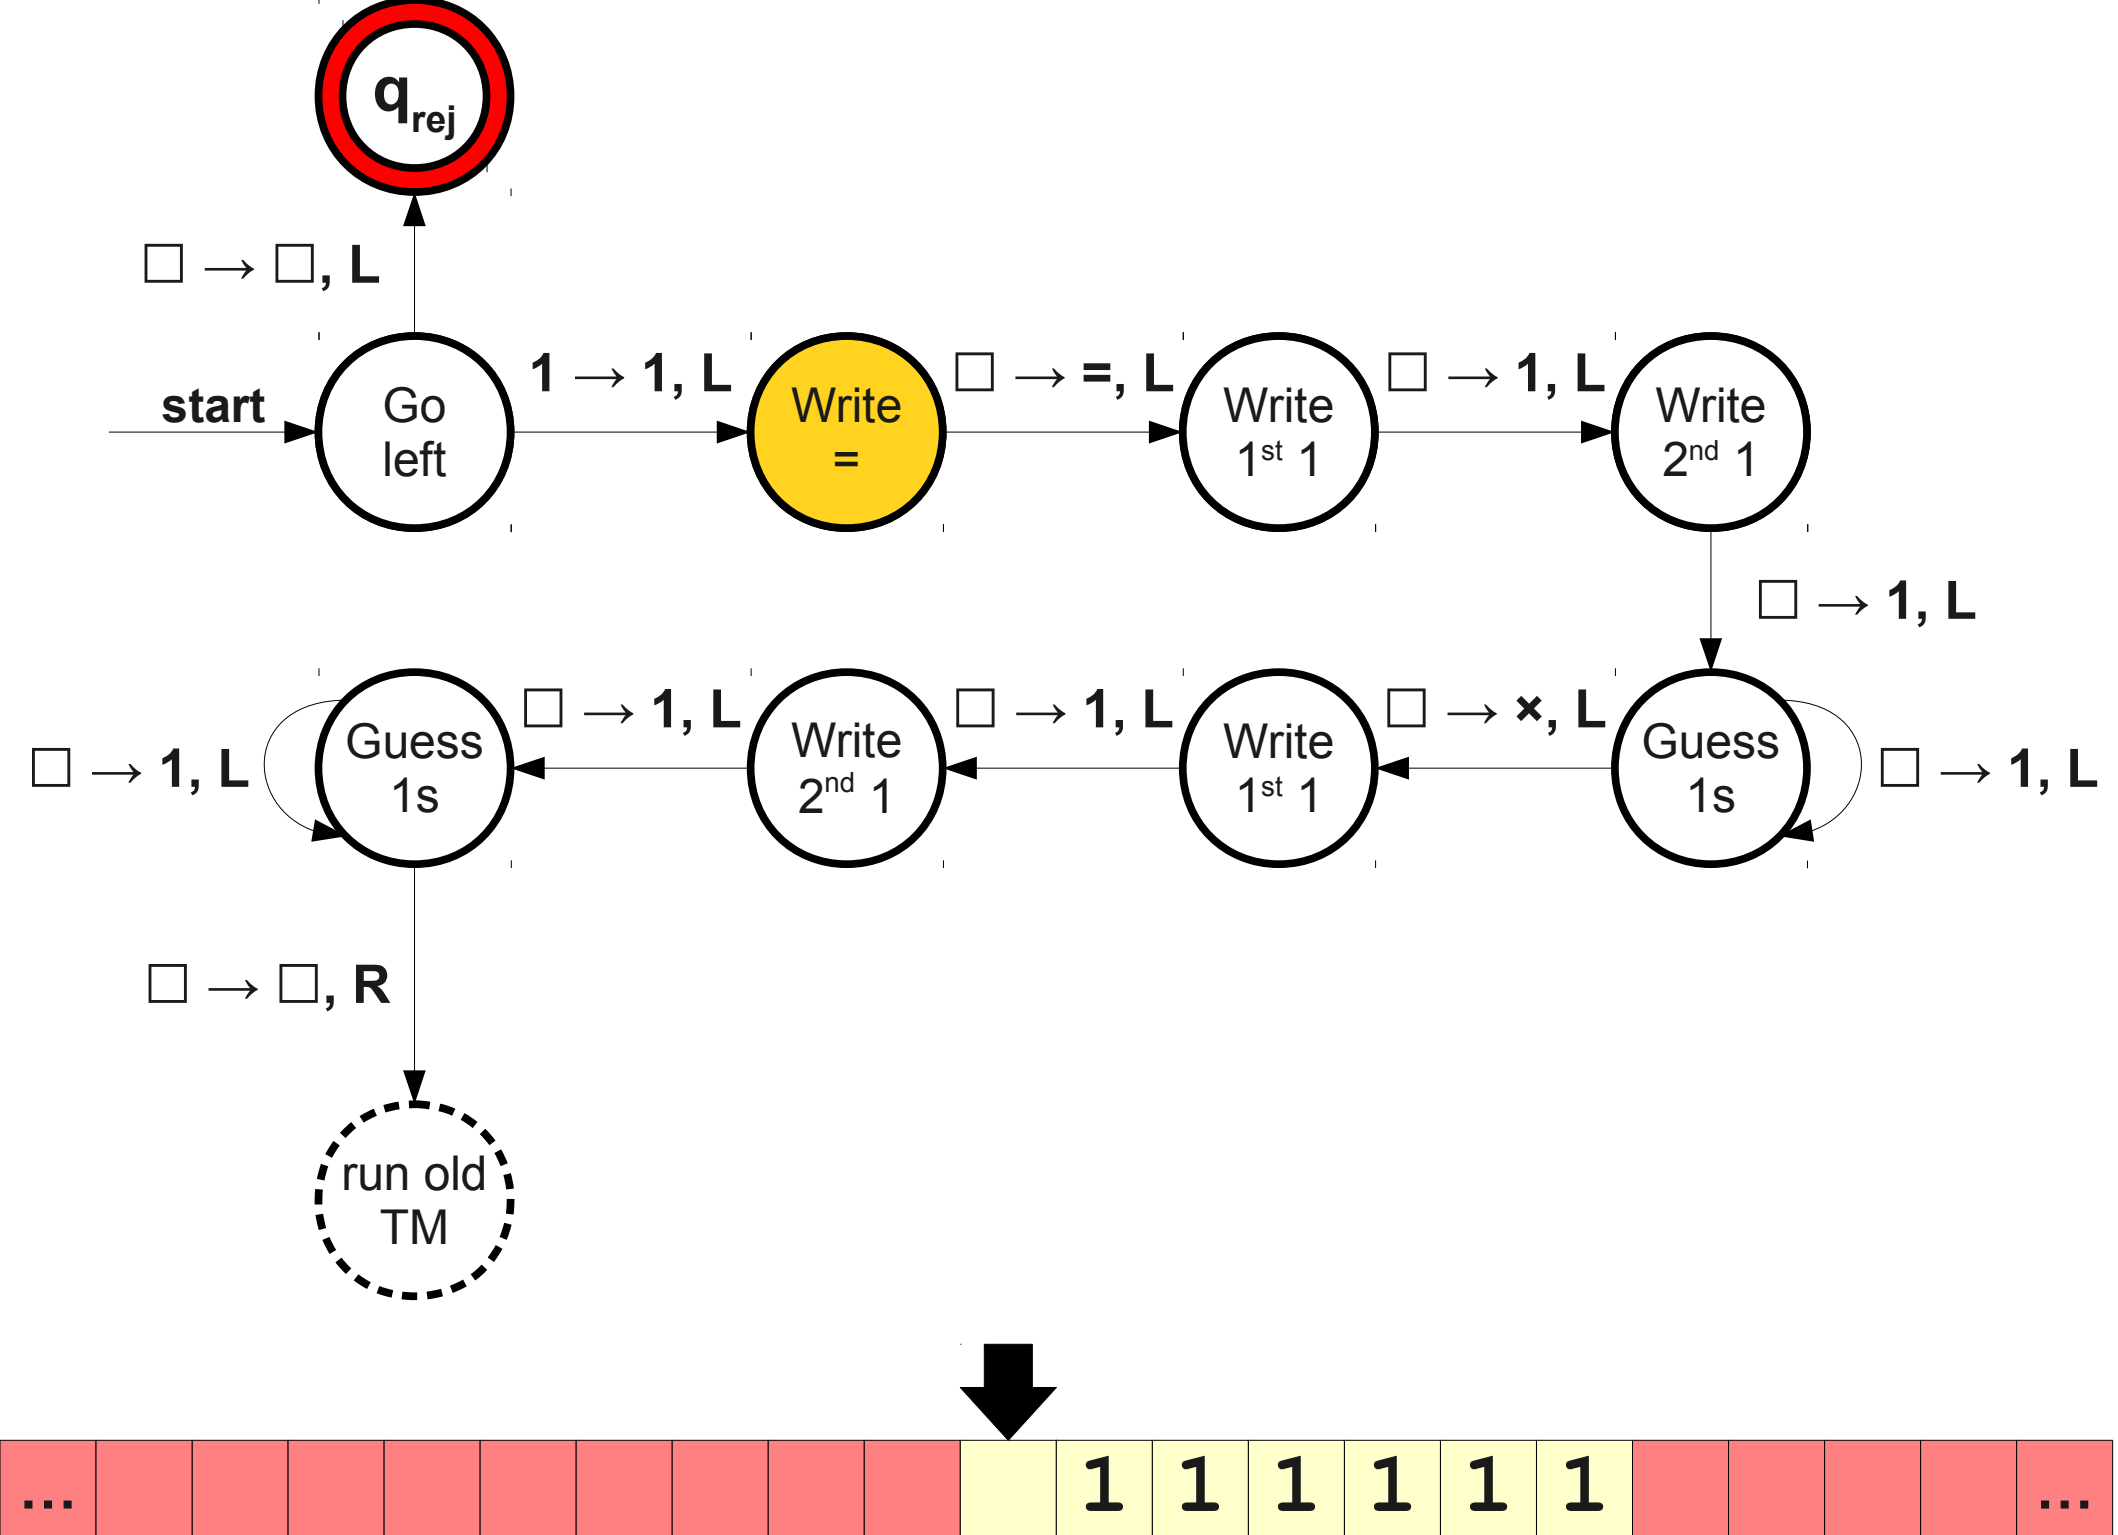 q_rej
□ → □, L
start
Go
left
1 → 1, L
Write
=
□ → =, L
Write
1st 1
□ → 1, L
Write
2nd 1
□ → 1, L
□ → 1, L
Guess
1s
□ → 1, L
Write
2nd 1
□ → 1, L
Write
1st 1
□ → ×, L
Guess
1s
□ → 1, L
□ → □, R
run old
TM
... 1 1 1 1 1 1 ...